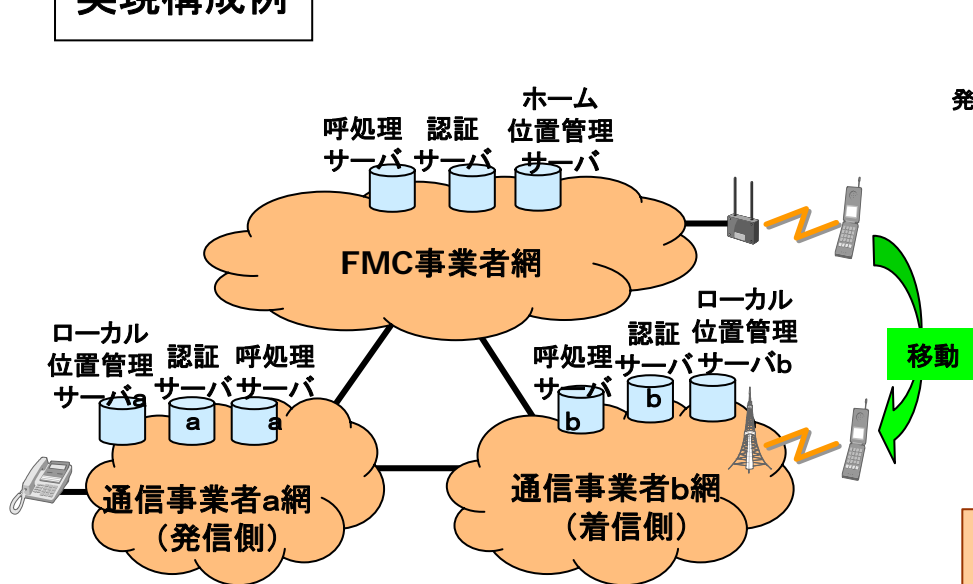 実現構成例
発
ホーム
呼処理 認証 位置管理
サーバ サーバ サーバ
FMC事業者網
ローカル
位置管理 認証 呼処理
サーバa サーバa サーバa
ローカル
呼処理 認証 位置管理
サーバb サーバb サーバb
移動
通信事業者a網
（発信側）
通信事業者b網
（着信側）